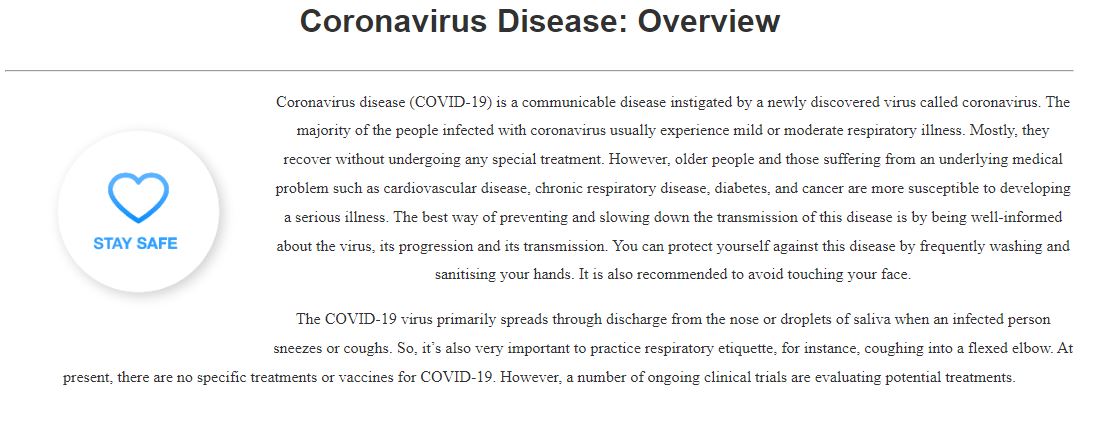 Coronavirus Disease: Overview
Coronavirus disease (COVID-19) is a communicable disease instigated by a newly discovered virus called coronavirus. The
majority of the people infected with coronavirus usually experience mild or moderate respiratory illness. Mostly, they
recover without undergoing any special treatment. However, older people and those suffering from an underlying medical
problem such as cardiovascular disease, chronic respiratory disease, diabetes, and cancer are more susceptible to developing
a serious illness. The best way of preventing and slowing down the transmission of this disease is by being well-informed
about the virus, its progression and its transmission. You can protect yourself against this disease by frequently washing and
sanitising your hands. It is also recommended to avoid touching your face.
STAY SAFE
The COVID-19 virus primarily spreads through discharge from the nose or droplets of saliva when an infected person
sneezes or coughs. So, it’s also very important to practice respiratory etiquette, for instance, coughing into a flexed elbow. At
present, there are no specific treatments or vaccines for COVID-19. However, a number of ongoing clinical trials are evaluating potential treatments.